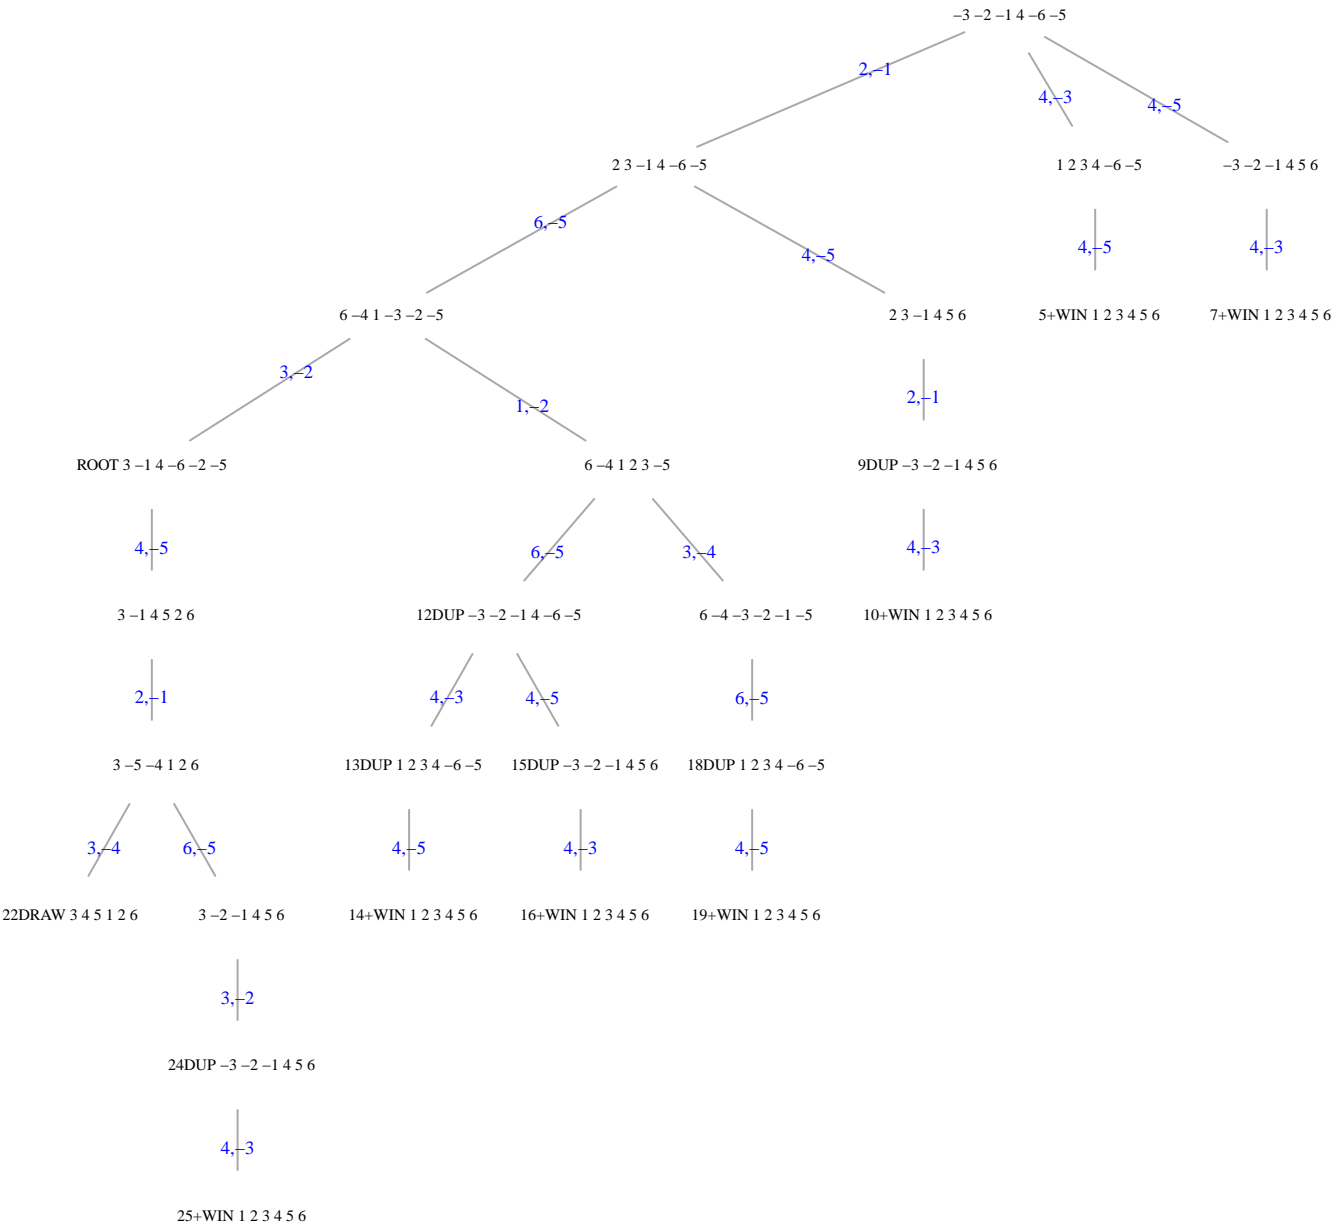 −3 −2 −1 4 −6 −5
2,−1
4,−3
4,−5
2 3 −1 4 −6 −5
1 2 3 4 −6 −5
−3 −2 −1 4 5 6
6,−5
4,−5
4,−5
4,−3
6 −4 1 −3 −2 −5
2 3 −1 4 5 6
5+WIN 1 2 3 4 5 6
7+WIN 1 2 3 4 5 6
3,−2
1,−2
2,−1
ROOT 3 −1 4 −6 −2 −5
6 −4 1 2 3 −5
9DUP −3 −2 −1 4 5 6
4,−5
6,−5
3,−4
4,−3
3 −1 4 5 2 6
12DUP −3 −2 −1 4 −6 −5
6 −4 −3 −2 −1 −5
10+WIN 1 2 3 4 5 6
2,−1
4,−3
4,−5
6,−5
3 −5 −4 1 2 6
13DUP 1 2 3 4 −6 −5
15DUP −3 −2 −1 4 5 6
18DUP 1 2 3 4 −6 −5
3,−4
6,−5
4,−5
4,−3
4,−5
22DRAW 3 4 5 1 2 6
3 −2 −1 4 5 6
14+WIN 1 2 3 4 5 6
16+WIN 1 2 3 4 5 6
19+WIN 1 2 3 4 5 6
3,−2
24DUP −3 −2 −1 4 5 6
4,−3
25+WIN 1 2 3 4 5 6